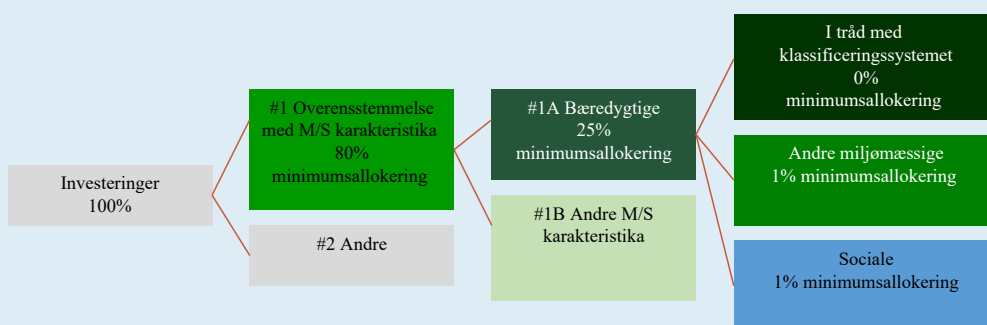 Investeringer
100%
#1 Overensstemmelse
med M/S karakteristika
80%
minimumsallokering
#2 Andre
#1A Bæredygtige
25%
minimumsallokering
#1B Andre M/S
karakteristika
I tråd med
klassificeringssystemet
0%
minimumsallokering
Andre miljømæssige
1% minimumsallokering
Sociale
1% minimumsallokering